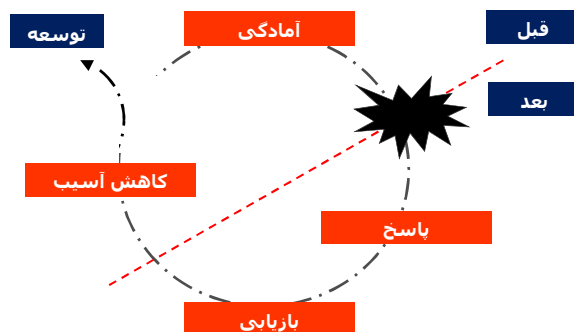 آمادگی
قبل
توسعه
بعد
کاهش آسیب
پاسخ
بازیابی